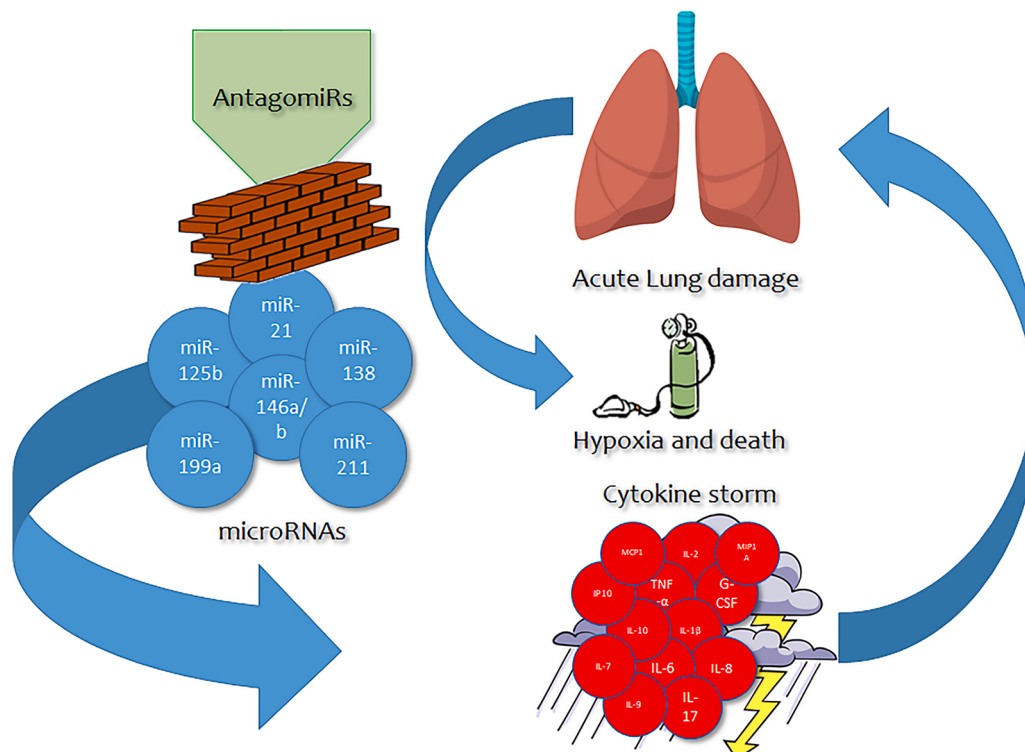 AntagomiRs
miR-
21
miR-
125b
miR-
138
miR-
146a/
b
miR-
199a
miR-
211
microRNAs
Acute Lung damage
Hypoxia and death
Cytokine storm
MCP1
IL-2
MIP1
A
IP10
TNF
-α
G-
CSF
IL-10
IL-1β
IL-7
IL-6
IL-8
IL-9
IL-
17